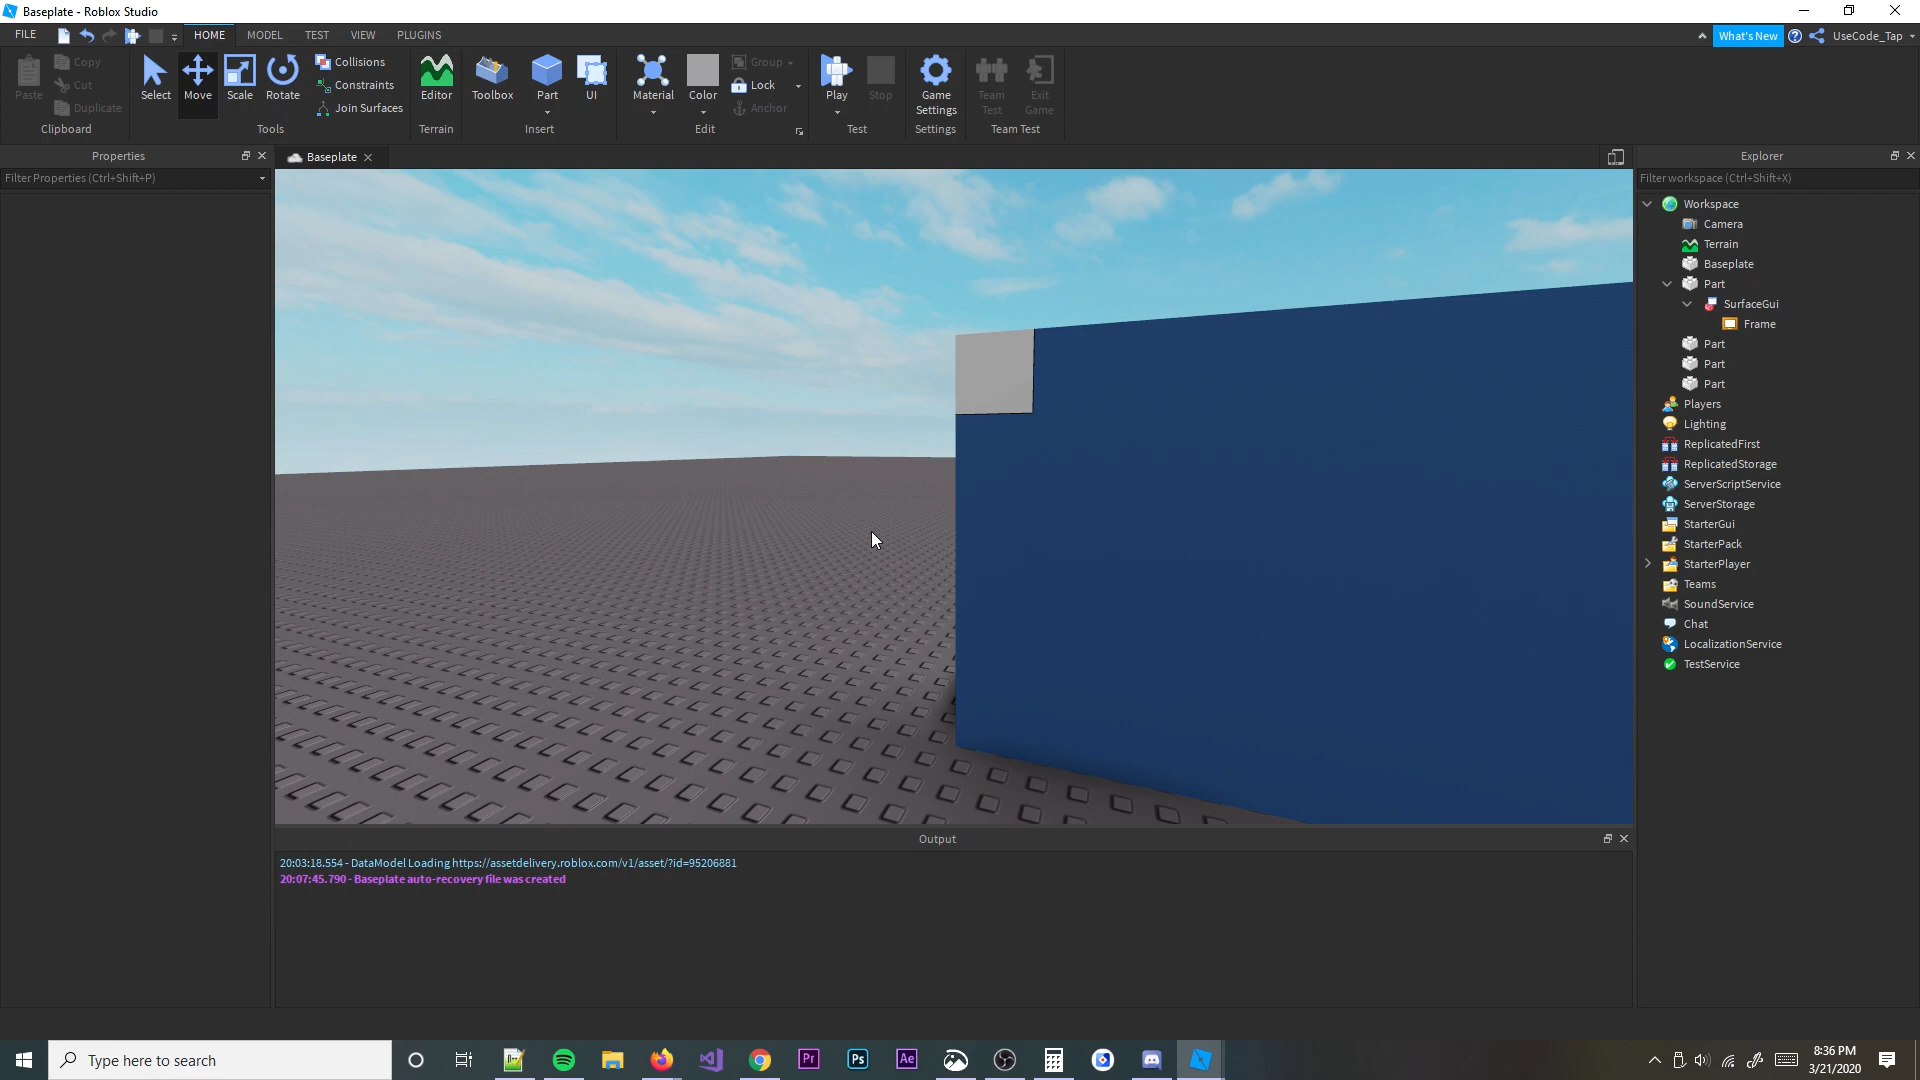 Baseplate - Roblox Studio
FILE HOME MODEL TEST VIEW PLUGINS What's New UseCode_Tap
Paste Copy Cut Duplicate Clipboard
Select Move Scale Rotate Collisions Constraints Join Surfaces Tools
Editor Terrain
Toolbox Part UI Insert
Material Color Group Lock Anchor Edit
Play Stop Test
Game Settings Settings
Team Test Exit Game Team Test
Properties
Filter Properties (Ctrl+Shift+P)
Baseplate
Explorer
Filter workspace (Ctrl+Shift+X)
Workspace
Camera
Terrain
Baseplate
Part
SurfaceGui
Frame
Part
Part
Part
Players
Lighting
ReplicatedFirst
ReplicatedStorage
ServerScriptService
ServerStorage
StarterGui
StarterPack
StarterPlayer
Teams
SoundService
Chat
LocalizationService
TestService
Output
20:03:18.554 - DataModel Loading https://assetdelivery.roblox.com/v1/asset/?id=95206881
20:07:45.790 - Baseplate auto-recovery file was created
Type here to search
Pr Ps Ae
8:36 PM
3/21/2020